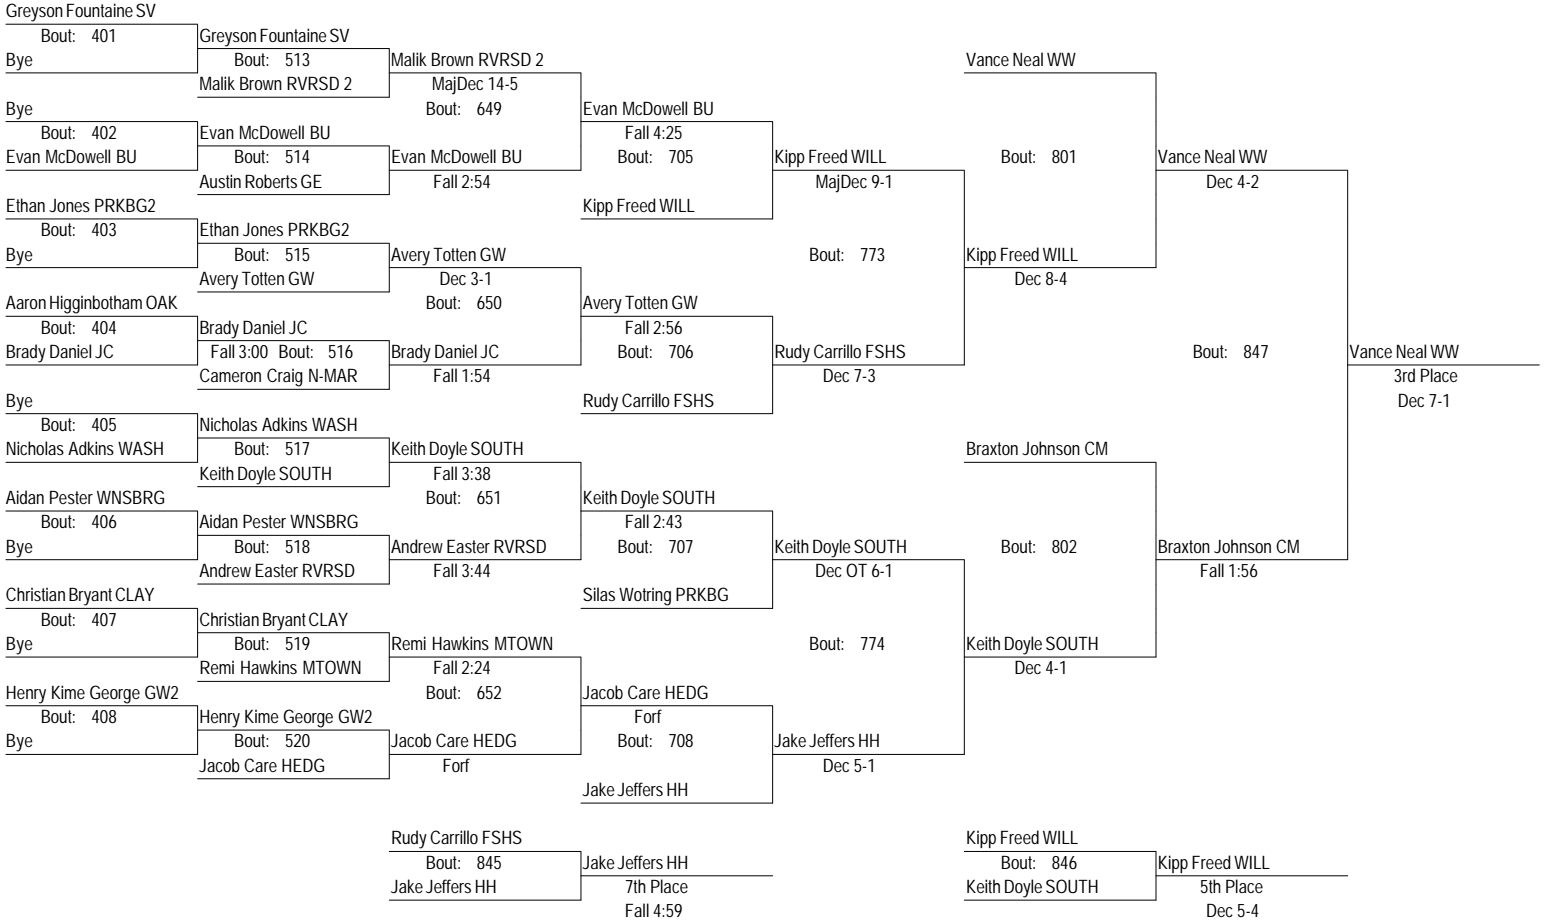 Greyson Fountaine SV
Bout: 401
Bye
Bye
Bout: 402
Evan McDowell BU
Ethan Jones PRKBG2
Bout: 403
Bye
Aaron Higginbotham OAK
Bout: 404
Brady Daniel JC
Bye
Bout: 405
Nicholas Adkins WASH
Aidan Pester WNSBRG
Bout: 406
Bye
Christian Bryant CLAY
Bout: 407
Bye
Henry Kime George GW2
Bout: 408
Bye
Greyson Fountaine SV
Bout: 513
Malik Brown RVRSD 2
Evan McDowell BU
Bout: 514
Austin Roberts GE
Ethan Jones PRKBG2
Bout: 515
Avery Totten GW
Brady Daniel JC
Fall 3:00 Bout: 516
Cameron Craig N-MAR
Nicholas Adkins WASH
Bout: 517
Keith Doyle SOUTH
Aidan Pester WNSBRG
Bout: 518
Andrew Easter RVRSD
Christian Bryant CLAY
Bout: 519
Remi Hawkins MTOWN
Henry Kime George GW2
Bout: 520
Jacob Care HEDG
Malik Brown RVRSD 2
MajDec 14-5
Bout: 649
Evan McDowell BU
Fall 2:54
Avery Totten GW
Dec 3-1
Bout: 650
Brady Daniel JC
Fall 1:54
Keith Doyle SOUTH
Fall 3:38
Bout: 651
Andrew Easter RVRSD
Fall 3:44
Remi Hawkins MTOWN
Fall 2:24
Bout: 652
Jacob Care HEDG
Forf
Evan McDowell BU
Fall 4:25
Bout: 705
Kipp Freed WILL
Avery Totten GW
Fall 2:56
Bout: 706
Rudy Carrillo FSHS
Keith Doyle SOUTH
Fall 2:43
Bout: 707
Silas Wotring PRKBG
Jacob Care HEDG
Forf
Bout: 708
Jake Jeffers HH
Kipp Freed WILL
MajDec 9-1
Bout: 773
Rudy Carrillo FSHS
Dec 7-3
Keith Doyle SOUTH
Dec OT 6-1
Bout: 774
Jake Jeffers HH
Dec 5-1
Vance Neal WW
Bout: 801
Kipp Freed WILL
Dec 8-4
Braxton Johnson CM
Bout: 802
Keith Doyle SOUTH
Dec 4-1
Vance Neal WW
Dec 4-2
Bout: 847
Braxton Johnson CM
Fall 1:56
Vance Neal WW
3rd Place
Dec 7-1
Rudy Carrillo FSHS
Bout: 845
Jake Jeffers HH
Jake Jeffers HH
7th Place
Fall 4:59
Kipp Freed WILL
Bout: 846
Keith Doyle SOUTH
Kipp Freed WILL
5th Place
Dec 5-4